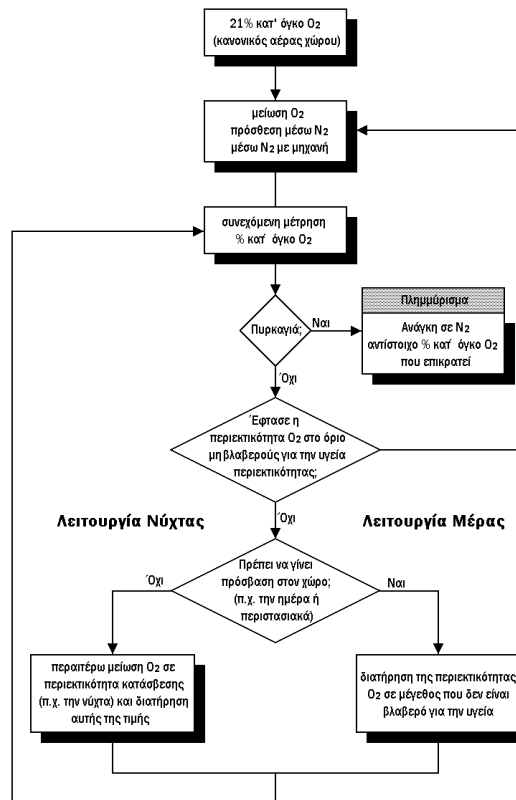 21% κατ' όγκο O2
(κανονικός αέρας χώρου)
μείωση O2
πρόσθεση μέσω N2
μέσω N2 με μηχανή
συνεχόμενη μέτρηση
% κατ' όγκο O2
Πυρκαγιά;
Ναι
Πλημμύρισμα
Ανάγκη σε N2
αντίστοιχο % κατ' όγκο O2
που επικρατεί
Όχι
Έφτασε η
περιεκτικότητα O2 στο όριο
μη βλαβερούς για την υγεία
περιεκτικότητας;
Όχι
Λειτουργία Νύχτας
Λειτουργία Μέρας
Πρέπει να γίνει
πρόσβαση στον χώρο;
(π.χ. την ημέρα ή
περιστασιακά)
Όχι
Ναι
περαιτέρω μείωση O2 σε
περιεκτικότητα κατάσβεσης
(π.χ. την νύχτα) και διατήρηση
αυτής της τιμής
διατήρηση της περιεκτικότητας
O2 σε μέγεθος που δεν είναι
βλαβερό για την υγεία